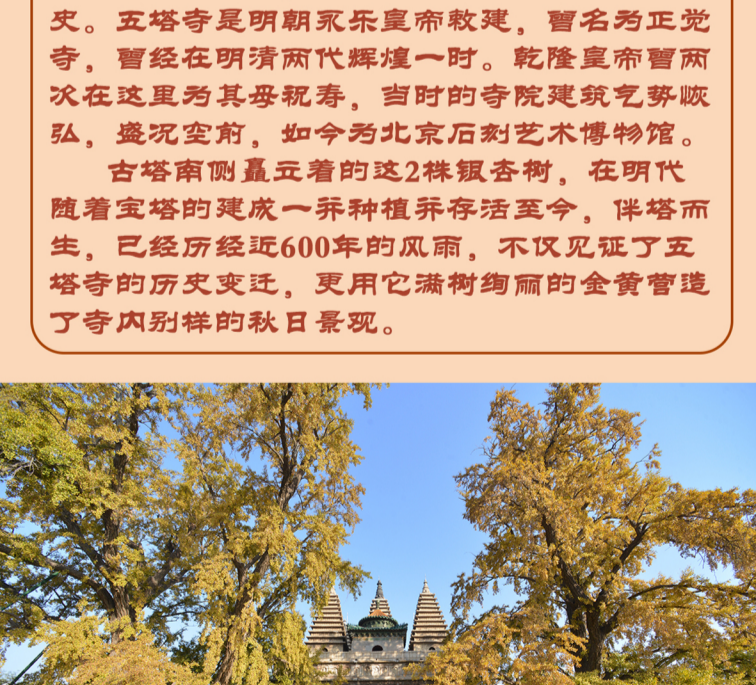 史。五塔寺是明朝永乐皇帝敕建，曾名为正觉
寺，曾经在明清两代辉煌一时。乾隆皇帝曾两
次在这里为其母祝寿，当时的寺院建筑气势恢
弘，盛况空前，如今为北京石刻艺术博物馆。
古塔南侧矗立着的这2株银杏树，在明代
随着宝塔的建成一并种植并存活至今，伴塔而
生，已经历经近600年的风雨，不仅见证了五
塔寺的历史变迁，更用它满树绚丽的金黄营造
了寺内别样的秋日景观。